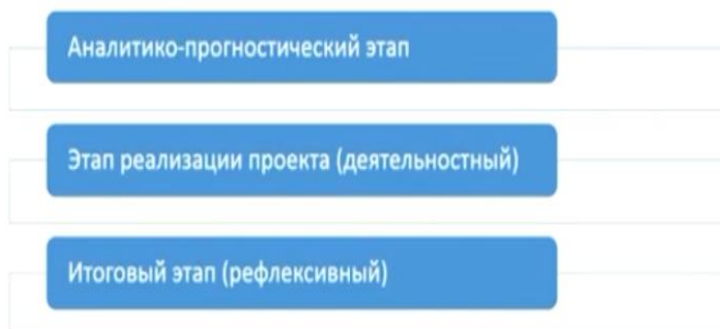 Аналитико-прогностический этап
Этап реализации проекта (деятельностный)
Итоговый этап (рефлексивный)